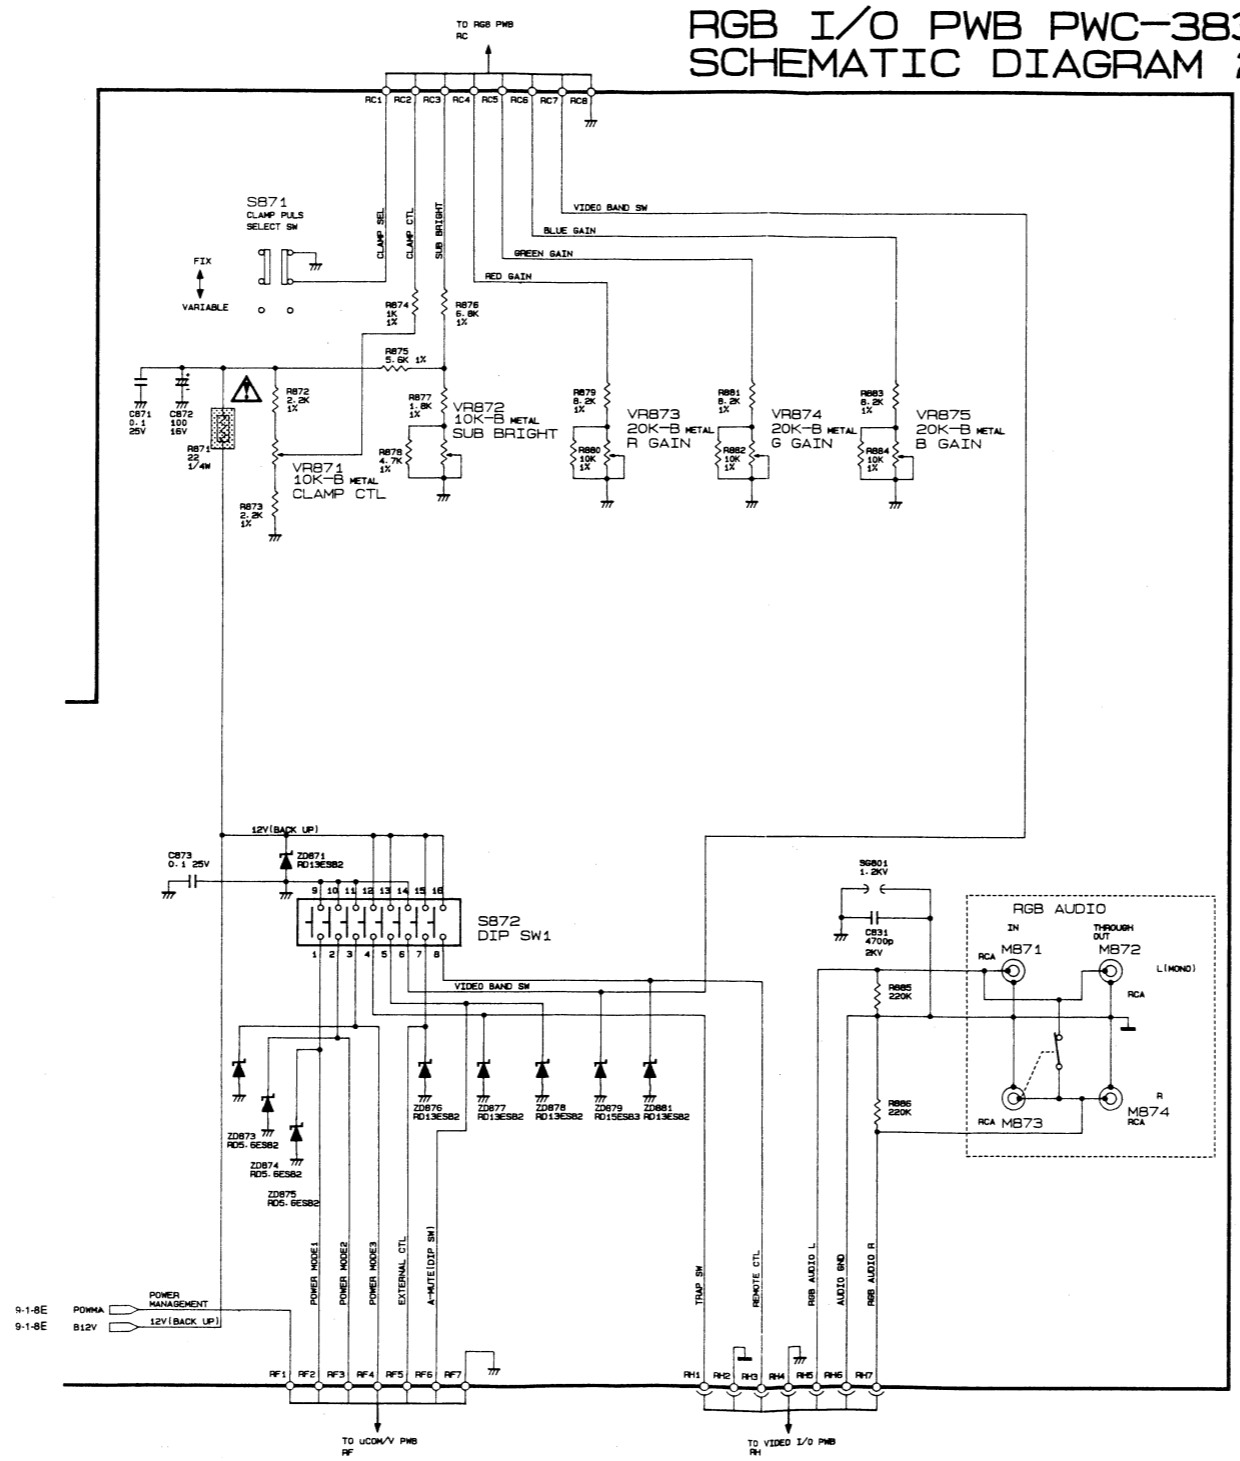 RGB I/O PWB PWC-383
SCHEMATIC DIAGRAM 2
TO RGB PWB
RC
RC1 RC2 RC3 RC4 RC5 RC6 RC7 RC8
S871
CLAMP PULS
SELECT SW
FIX
VARIABLE
CLAMP SEL
CLAMP CTL
SUB BRIGHT
VIDEO BAND SW
BLUE GAIN
GREEN GAIN
RED GAIN
R874
1K
1%
R876
6.8K
1%
R875
5.6K 1%
C871
0.1
25V
C872
100
16V
R871
22
1/4W
R872
2.2K
1%
VR871
10K-B METAL
CLAMP CTL
R873
2.2K
1%
R877
1.8K
1%
R878
4.7K
1%
VR872
10K-B METAL
SUB BRIGHT
R879
8.2K
1%
R880
10K
1%
VR873
20K-B METAL
R GAIN
R881
8.2K
1%
R882
10K
1%
VR874
20K-B METAL
G GAIN
R883
8.2K
1%
R884
10K
1%
VR875
20K-B METAL
B GAIN
12V(BACK UP)
C873
0.1 25V
ZD871
RD13ESB2
9 10 11 12 13 14 15 16
1 2 3 4 5 6 7 8
S872
DIP SW1
VIDEO BAND SW
SG801
1.2KV
C831
4700p
2KV
RGB AUDIO
IN
THROUGH
OUT
RCA M871
M872
L(MONO)
RCA
R885
220K
R886
220K
RCA M873
R
M874
RCA
ZD873
RD5.6ESB2
ZD874
RD5.6ESB2
ZD875
RD5.6ESB2
ZD876
RD13ESB2
ZD877
RD13ESB2
ZD878
RD13ESB2
ZD879
RD15ESB3
ZD881
RD13ESB2
POWER MODE1
POWER MODE2
POWER MODE3
EXTERNAL CTL
A-MUTE(DIP SW)
TRAP SW
REMOTE CTL
RGB AUDIO L
AUDIO GND
RGB AUDIO R
9-1-8E POWMA
POWER
MANAGEMENT
9-1-8E B12V
12V(BACK UP)
RF1 RF2 RF3 RF4 RF5 RF6 RF7
RH1 RH2 RH3 RH4 RH5 RH6 RH7
TO uCOM/V PWB
RF
TO VIDEO I/O PWB
RH